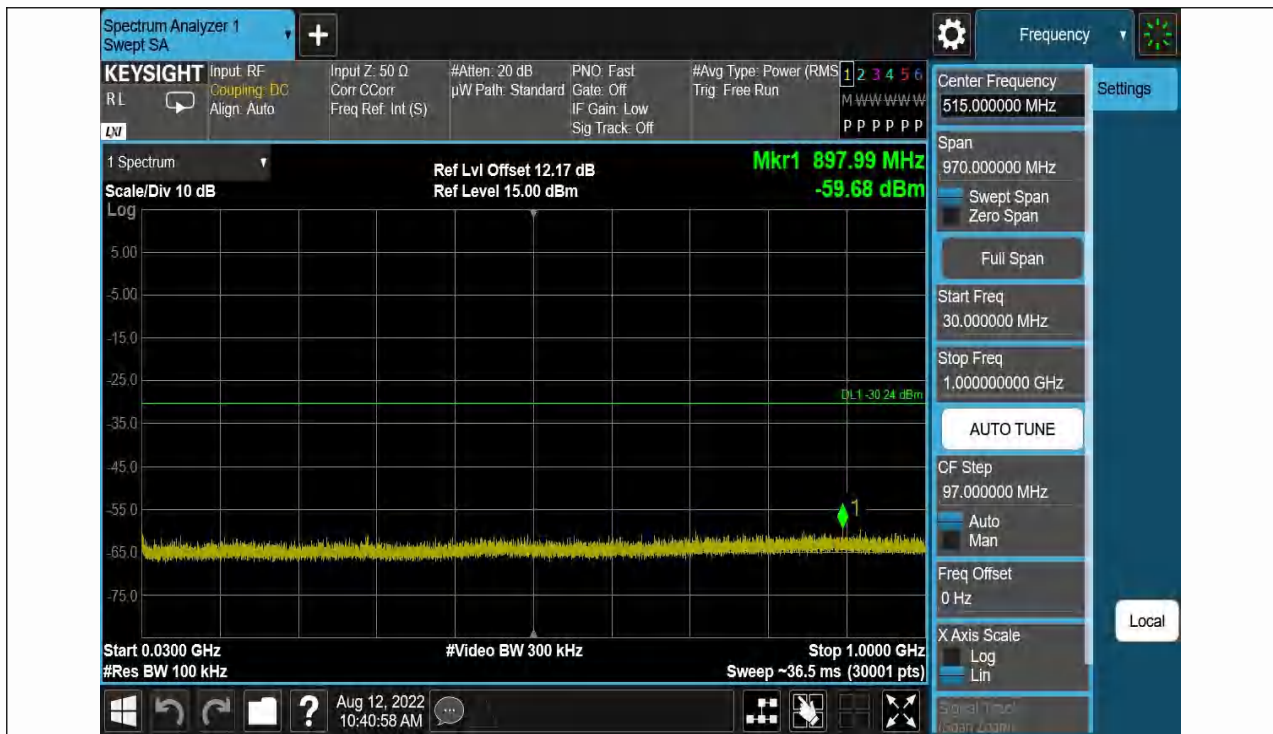 Spectrum Analyzer 1
Swept SA
+
Frequency
KEYSIGHT
R L
LXI
Input: RF
Coupling: DC
Align: Auto
Input Z: 50 Ω
Corr CCorr
Freq Ref: Int (S)
#Atten: 20 dB
µW Path: Standard
PNO: Fast
Gate: Off
IF Gain: Low
Sig Track: Off
#Avg Type: Power (RMS
Trig: Free Run
1 2 3 4 5 6
M W W W W W
P P P P P P
1 Spectrum
Scale/Div 10 dB
Log
Ref Lvl Offset 12.17 dB
Ref Level 15.00 dBm
Mkr1 897.99 MHz
-59.68 dBm
5.00
-5.00
-15.0
-25.0
DL1 -30.24 dBm
-35.0
-45.0
-55.0
1
-65.0
-75.0
Start 0.0300 GHz
#Res BW 100 kHz
#Video BW 300 kHz
Stop 1.0000 GHz
Sweep ~36.5 ms (30001 pts)
Center Frequency
515.000000 MHz
Settings
Span
970.000000 MHz
Swept Span
Zero Span
Full Span
Start Freq
30.000000 MHz
Stop Freq
1.000000000 GHz
AUTO TUNE
CF Step
97.000000 MHz
Auto
Man
Freq Offset
0 Hz
X Axis Scale
Log
Lin
Local
Signal Track
(Span Zoom)
?
Aug 12, 2022
10:40:58 AM